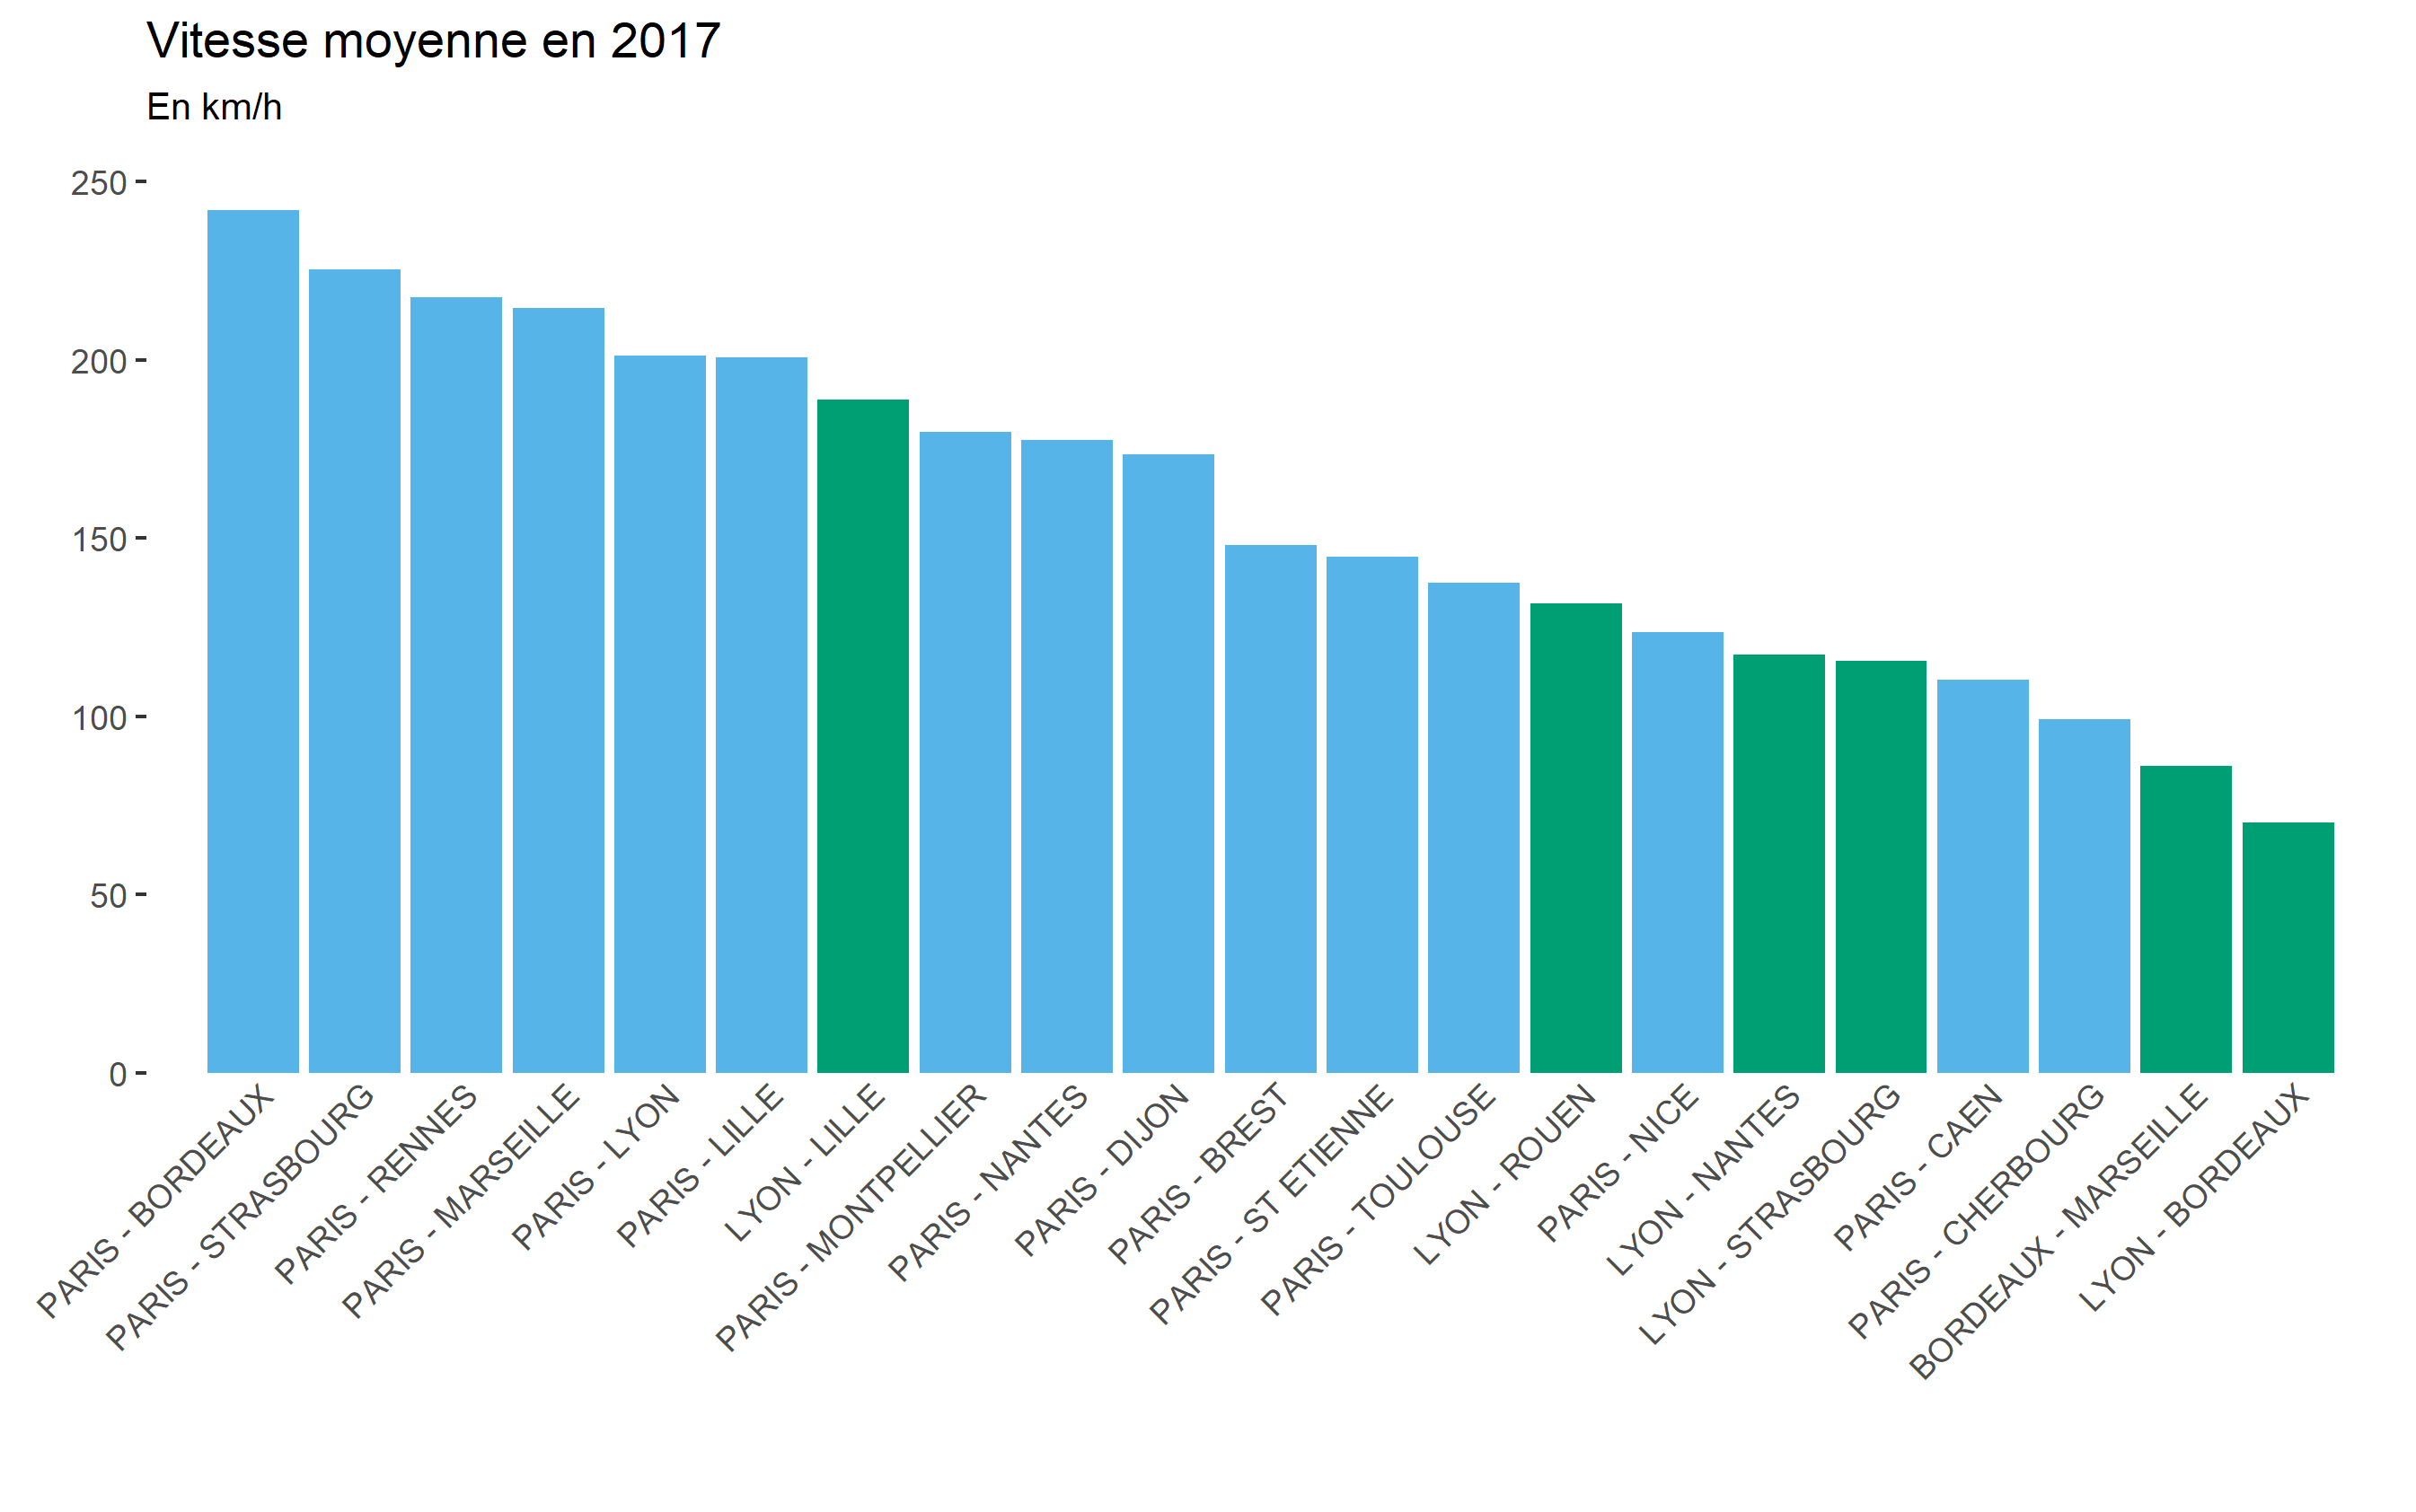 Vitesse moyenne en 2017
En km/h
250
200
150
100
50
0
PARIS - BORDEAUX
PARIS - STRASBOURG
PARIS - RENNES
PARIS - MARSEILLE
PARIS - LYON
PARIS - LILLE
LYON - LILLE
PARIS - MONTPELLIER
PARIS - NANTES
PARIS - DIJON
PARIS - BREST
PARIS - ST ETIENNE
PARIS - TOULOUSE
LYON - ROUEN
PARIS - NICE
LYON - NANTES
LYON - STRASBOURG
PARIS - CAEN
PARIS - CHERBOURG
BORDEAUX - MARSEILLE
LYON - BORDEAUX